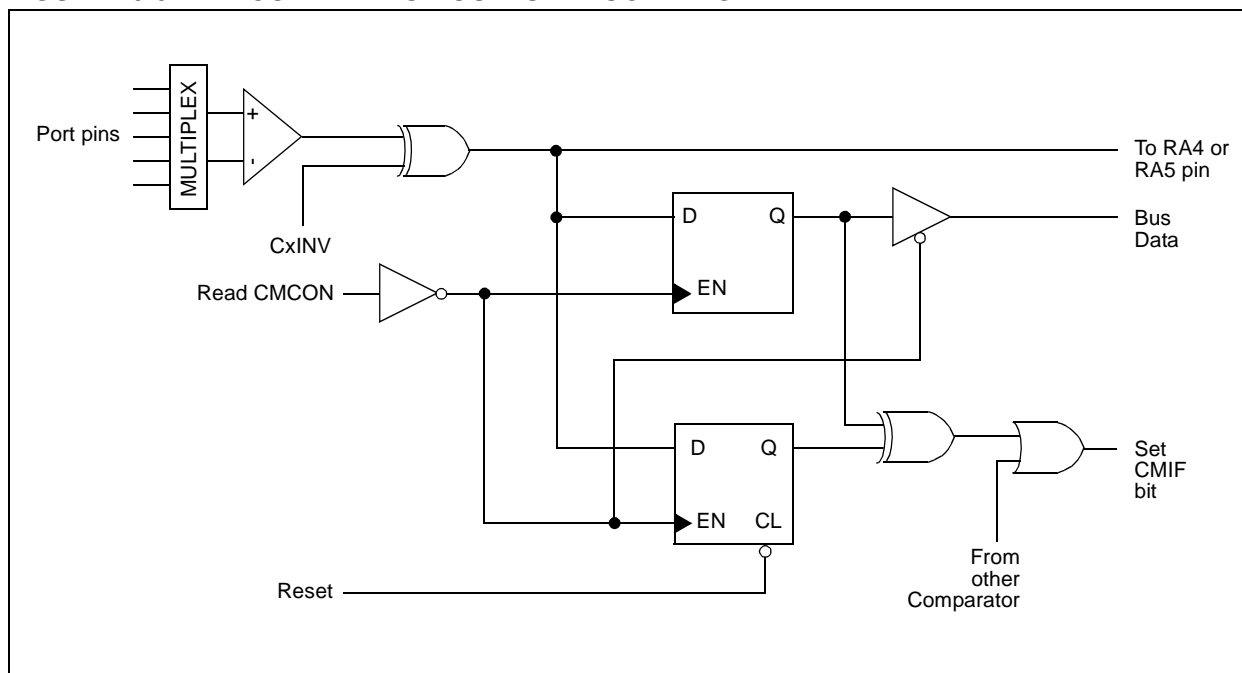 MULTIPLEX
+
-
Port pins
CxINV
To RA4 or
RA5 pin
D
Q
EN
Bus
Data
Read CMCON
D
Q
EN
CL
Set
CMIF
bit
From
other
Comparator
Reset